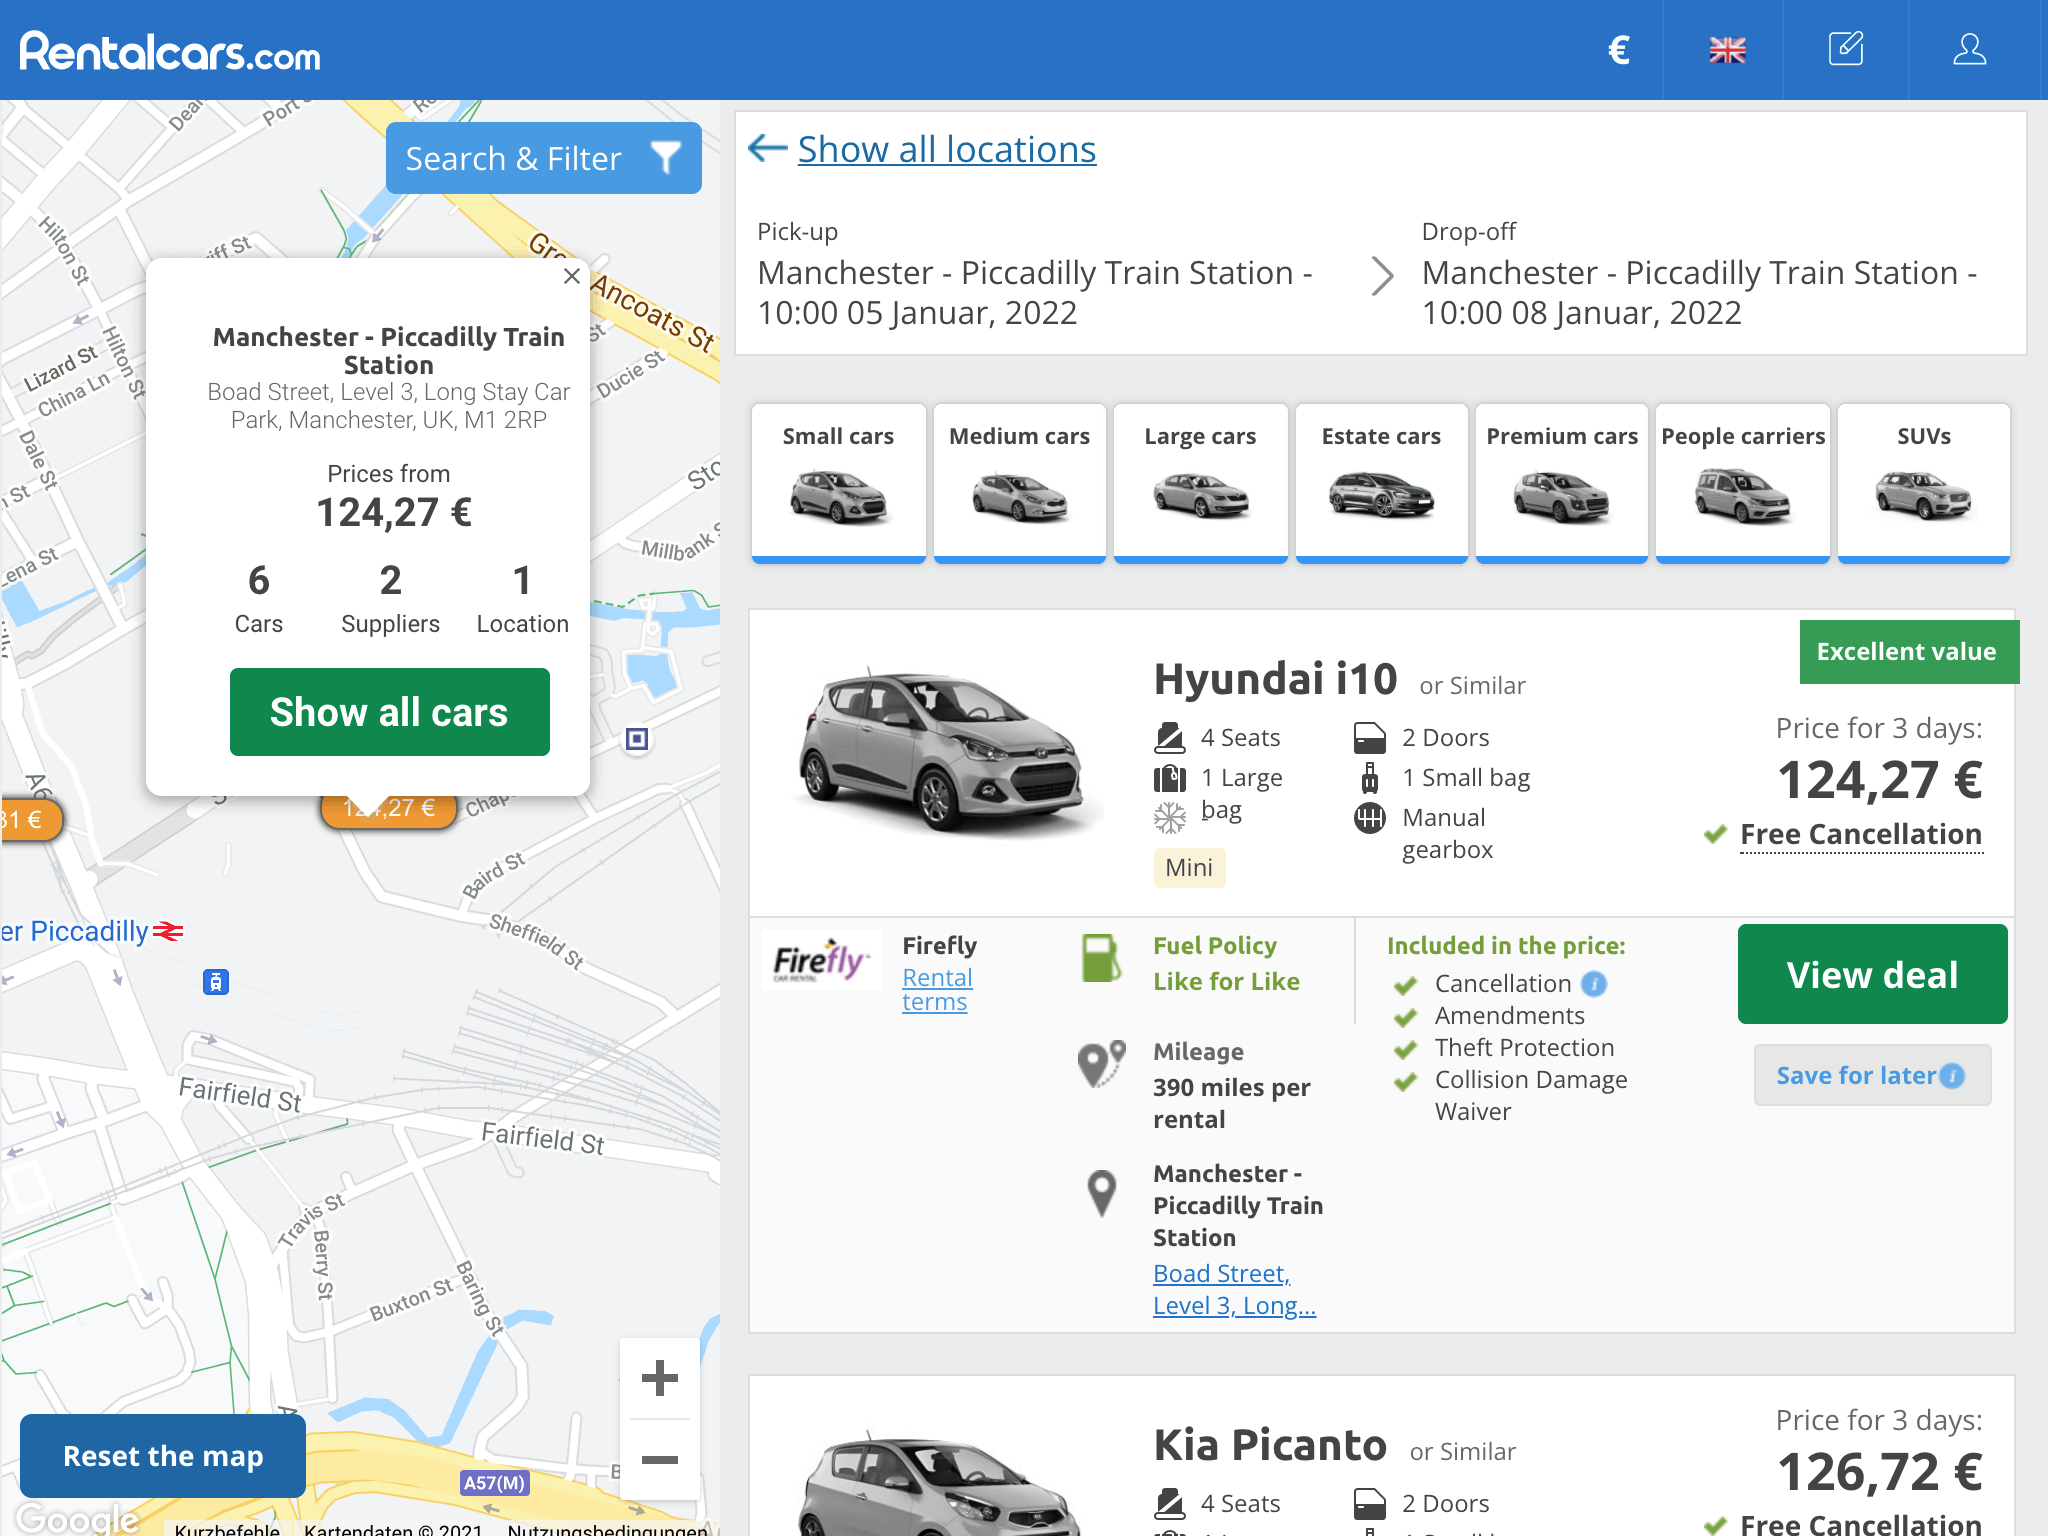 Rentalcars.com
€
Search & Filter
Show all locations
Pick-up
Manchester - Piccadilly Train Station -
10:00 05 Januar, 2022
Drop-off
Manchester - Piccadilly Train Station -
10:00 08 Januar, 2022
Small cars
Medium cars
Large cars
Estate cars
Premium cars
People carriers
SUVs
Manchester - Piccadilly Train
Station
Boad Street, Level 3, Long Stay Car
Park, Manchester, UK, M1 2RP
Prices from
124,27 €
6
Cars
2
Suppliers
1
Location
Show all cars
Hilton St
Hilton St
Lizard St
China Ln
Dale St
Ancoats St
Ducie St
Baird St
Sheffield St
Fairfield St
Fairfield St
Travis St
Berry St
Buxton St
Baring St
31 €
Piccadilly
A57(M)
Reset the map
Google
Kurzbefehle
Kartendaten © 2021
Nutzungsbedingungen
Hyundai i10 or Similar
4 Seats
2 Doors
1 Large
bag
1 Small bag
Manual
gearbox
Mini
Excellent value
Price for 3 days:
124,27 €
Free Cancellation
Firefly
CAR RENTAL
Firefly
Rental
terms
Fuel Policy
Like for Like
Mileage
390 miles per
rental
Manchester -
Piccadilly Train
Station
Boad Street,
Level 3, Long...
Included in the price:
Cancellation
Amendments
Theft Protection
Collision Damage
Waiver
View deal
Save for later
Kia Picanto or Similar
4 Seats
2 Doors
Price for 3 days:
126,72 €
Free Cancellation